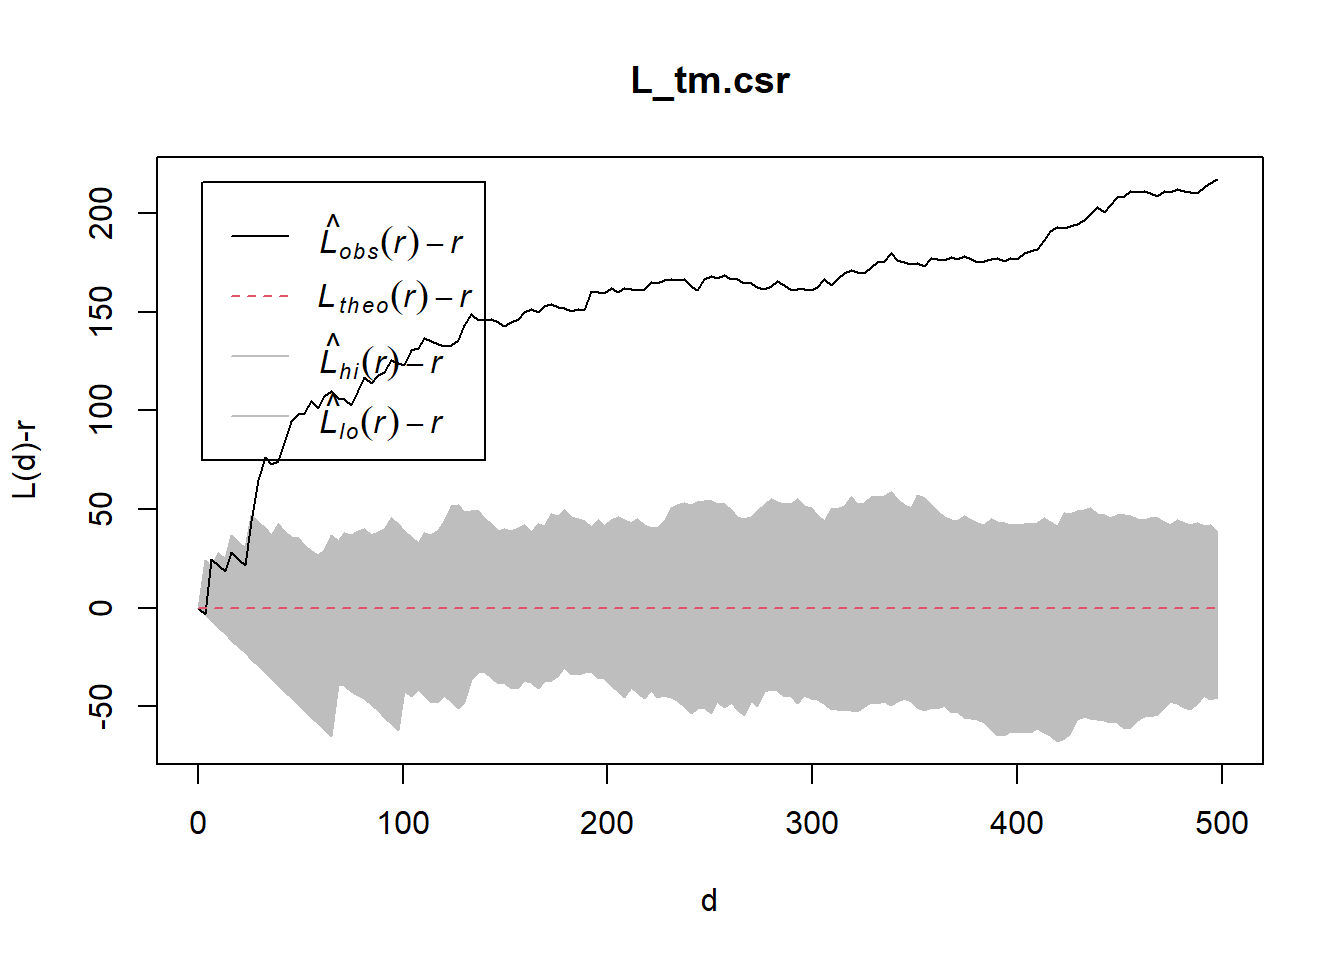 L_tm.csr
L̂obs(r) − r
Ltheo(r) − r
L̂hi(r) − r
L̂lo(r) − r
L(d)-r
200
150
100
50
0
-50
0 100 200 300 400 500
d